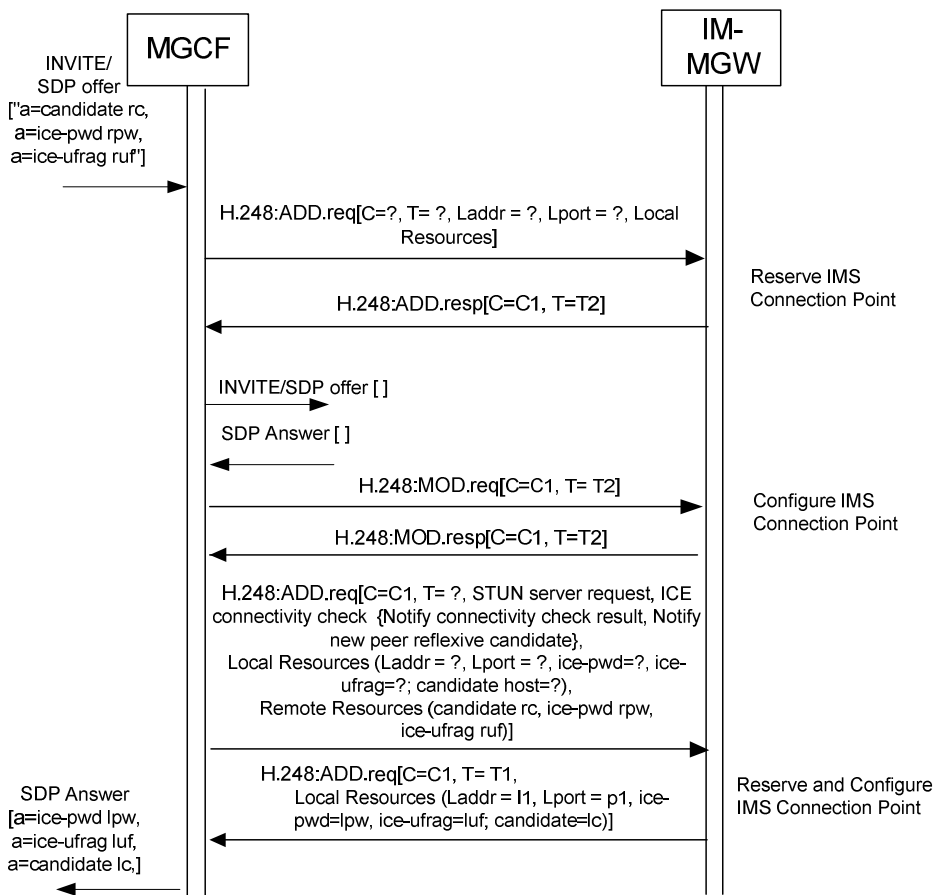 MGCF
IM-
MGW
INVITE/
SDP offer
["a=candidate rc,
a=ice-pwd rpw,
a=ice-ufrag ruf"]
H.248:ADD.req[C=?, T= ?, Laddr = ?, Lport = ?, Local
Resources]
Reserve IMS
Connection Point
H.248:ADD.resp[C=C1, T=T2]
INVITE/SDP offer [ ]
SDP Answer [ ]
H.248:MOD.req[C=C1, T= T2]
Configure IMS
Connection Point
H.248:MOD.resp[C=C1, T=T2]
H.248:ADD.req[C=C1, T= ?, STUN server request, ICE
connectivity check {Notify connectivity check result, Notify
new peer reflexive candidate},
Local Resources (Laddr = ?, Lport = ?, ice-pwd=?, ice-
ufrag=?; candidate host=?),
Remote Resources (candidate rc, ice-pwd rpw,
ice-ufrag ruf)]
H.248:ADD.req[C=C1, T= T1,
Local Resources (Laddr = l1, Lport = p1, ice-
pwd=lpw, ice-ufrag=luf; candidate=lc)]
Reserve and Configure
IMS Connection Point
SDP Answer
[a=ice-pwd lpw,
a=ice-ufrag luf,
a=candidate lc,]